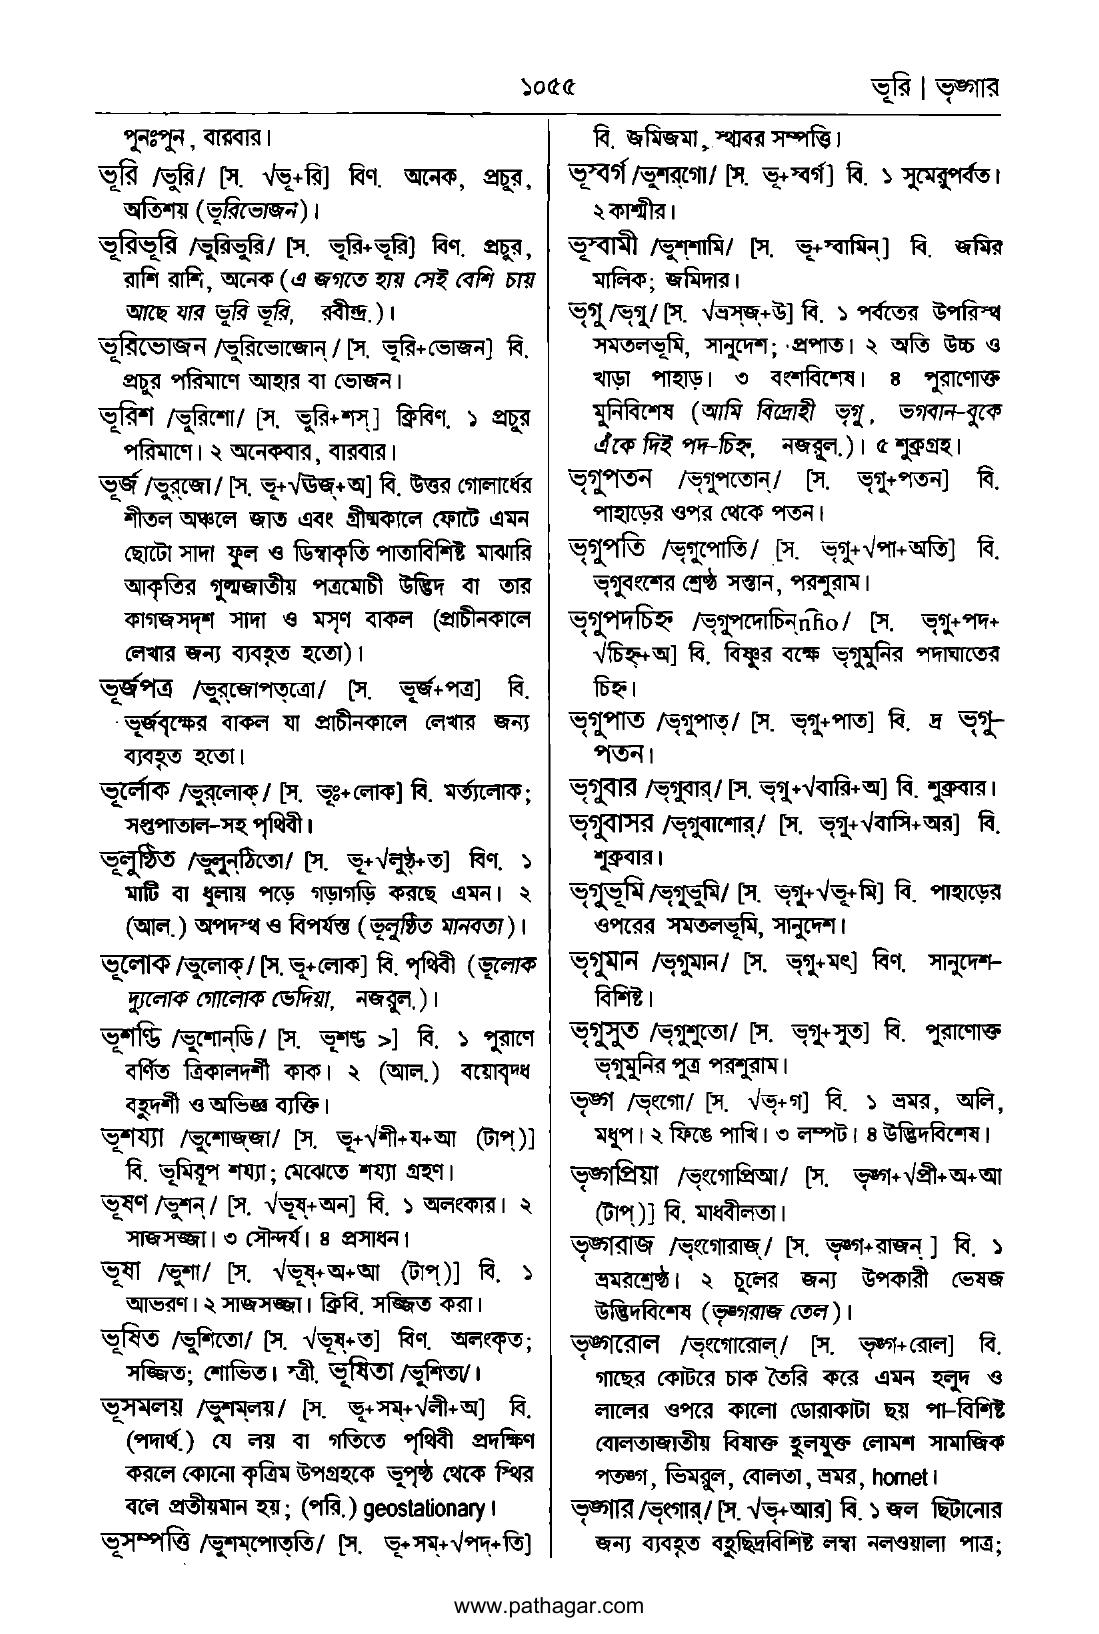 ১০৫৫
ভূরি | ভৃঙ্গার
পুনঃপুন, বারবার।
ভূরি /ভুরি/ [স. √ভূ+রি] বিণ. অনেক, প্রচুর,
অতিশয় (ভূরিভোজন)।
ভূরিভূরি /ভুরিভুরি/ [স. ভূরি+ভূরি] বিণ. প্রচুর,
রাশি রাশি, অনেক (এ জগতে হায় সেই বেশি চায়
আছে যার ভূরি ভূরি, রবীন্দ্র.)।
ভূরিভোজন /ভুরিভোজোন্/ [স. ভূরি+ভোজন] বি.
প্রচুর পরিমাণে আহার বা ভোজন।
ভূরিশ /ভুরিশো/ [স. ভূরি+শস্] ক্রিবিণ. ১ প্রচুর
পরিমাণে। ২ অনেকবার, বারবার।
ভূর্জ /ভুর্জো/ [স. ভূ+√ঊর্জ্+অ] বি. উত্তর গোলার্ধের
শীতল অঞ্চলে জাত এবং গ্রীষ্মকালে ফোটে এমন
ছোটো সাদা ফুল ও ডিম্বাকৃতি পাতাবিশিষ্ট মাঝারি
আকৃতির গুল্মজাতীয় পত্রমোচী উদ্ভিদ বা তার
কাগজসদৃশ সাদা ও মসৃণ বাকল (প্রাচীনকালে
লেখার জন্য ব্যবহৃত হতো)।
ভূর্জপত্র /ভুর্জোপত্ত্রো/ [স. ভূর্জ+পত্র] বি.
ভূর্জবৃক্ষের বাকল যা প্রাচীনকালে লেখার জন্য
ব্যবহৃত হতো।
ভূর্লোক /ভুর্লোক্/ [স. ভূঃ+লোক] বি. মর্ত্যলোক;
সপ্তপাতাল-সহ পৃথিবী।
ভূলুণ্ঠিত /ভুলুন্ঠিতো/ [স. ভূ+√লুণ্ঠ্+ত] বিণ. ১
মাটি বা ধুলায় পড়ে গড়াগড়ি করছে এমন। ২
(আল.) অপদস্থ ও বিপর্যস্ত (ভূলুণ্ঠিত মানবতা)।
ভূলোক /ভুলোক্/ [স. ভূ+লোক] বি. পৃথিবী (ভূলোক
দ্যুলোক গোলোক ভেদিয়া, নজরুল.)।
ভূশণ্ডি /ভুশোন্ডি/ [স. ভূশণ্ড >] বি. ১ পুরাণে
বর্ণিত ত্রিকালদর্শী কাক। ২ (আল.) বয়োবৃদ্ধ
বহুদর্শী ও অভিজ্ঞ ব্যক্তি।
ভূশয্যা /ভুশোজ্জা/ [স. ভূ+√শী+য+আ (টাপ্)]
বি. ভূমিরূপ শয্যা; মেঝেতে শয্যা গ্রহণ।
ভূষণ /ভুশন্/ [স. √ভূষ্+অন] বি. ১ অলংকার। ২
সাজসজ্জা। ৩ সৌন্দর্য। ৪ প্রসাধন।
ভূষা /ভুশা/ [স. √ভূষ্+অ+আ (টাপ্)] বি. ১
আভরণ। ২ সাজসজ্জা। ক্রিবি. সজ্জিত করা।
ভূষিত /ভুশিতো/ [স. √ভূষ্+ত] বিণ. অলংকৃত;
সজ্জিত; শোভিত। স্ত্রী. ভূষিতা /ভুশিতা/।
ভূসমলয় /ভুশম্‌লয়/ [স. ভূ+সম্+√লী+অ] বি.
(পদার্থ.) যে লয় বা গতিতে পৃথিবী প্রদক্ষিণ
করলে কোনো কৃত্রিম উপগ্রহকে ভূপৃষ্ঠ থেকে স্থির
বলে প্রতীয়মান হয়; (পরি.) geostationary।
ভূসম্পত্তি /ভুশম্‌পোত্‌তি/ [স. ভূ+সম্+√পদ্+তি]
বি. জমিজমা, স্থাবর সম্পত্তি।
ভূস্বর্গ /ভুশর্গো/ [স. ভূ+স্বর্গ] বি. ১ সুমেরুপর্বত।
২ কাশ্মীর।
ভূস্বামী /ভুশ্শামি/ [স. ভূ+স্বামিন্] বি. জমির
মালিক; জমিদার।
ভৃগু /ভৃগু/ [স. √ভ্রস্জ্+উ] বি. ১ পর্বতের উপরিস্থ
সমতলভূমি, সানুদেশ; প্রপাত। ২ অতি উচ্চ ও
খাড়া পাহাড়। ৩ বংশবিশেষ। ৪ পুরাণোক্ত
মুনিবিশেষ (আমি বিদ্রোহী ভৃগু, ভগবান-বুকে
এঁকে দিই পদ-চিহ্ন, নজরুল.)। ৫ শুক্রগ্রহ।
ভৃগুপতন /ভৃগুপতোন্/ [স. ভৃগু+পতন] বি.
পাহাড়ের ওপর থেকে পতন।
ভৃগুপতি /ভৃগুপোতি/ [স. ভৃগু+√পা+অতি] বি.
ভৃগুবংশের শ্রেষ্ঠ সন্তান, পরশুরাম।
ভৃগুপদচিহ্ন /ভৃগুপদোচিন্nño/ [স. ভৃগু+পদ+
√চিহ্ন্+অ] বি. বিষ্ণুর বক্ষে ভৃগুমুনির পদাঘাতের
চিহ্ন।
ভৃগুপাত /ভৃগুপাত্/ [স. ভৃগু+পাত] বি. দ্র ভৃগু-
পতন।
ভৃগুবার /ভৃগুবার্/ [স. ভৃগু+√বারি+অ] বি. শুক্রবার।
ভৃগুবাসর /ভৃগুবাশোর্/ [স. ভৃগু+√বাসি+অর] বি.
শুক্রবার।
ভৃগুভূমি /ভৃগুভুমি/ [স. ভৃগু+√ভূ+মি] বি. পাহাড়ের
ওপরের সমতলভূমি, সানুদেশ।
ভৃগুমান /ভৃগুমান/ [স. ভৃগু+মৎ] বিণ. সানুদেশ-
বিশিষ্ট।
ভৃগুসুত /ভৃগুশুতো/ [স. ভৃগু+সুত] বি. পুরাণোক্ত
ভৃগুমুনির পুত্র পরশুরাম।
ভৃঙ্গ /ভৃংগো/ [স. √ভৃ+গ] বি. ১ ভ্রমর, অলি,
মধুপ। ২ ফিঙে পাখি। ৩ লম্পট। ৪ উদ্ভিদবিশেষ।
ভৃঙ্গপ্রিয়া /ভৃংগোপ্রিআ/ [স. ভৃঙ্গ+√প্রী+অ+আ
(টাপ্)] বি. মাধবীলতা।
ভৃঙ্গরাজ /ভৃংগোরাজ্/ [স. ভৃঙ্গ+রাজন্ ] বি. ১
ভ্রমরশ্রেষ্ঠ। ২ চুলের জন্য উপকারী ভেষজ
উদ্ভিদবিশেষ (ভৃঙ্গরাজ তেল)।
ভৃঙ্গরোল /ভৃংগোরোল্/ [স. ভৃঙ্গ+রোল] বি.
গাছের কোটরে চাক তৈরি করে এমন হলুদ ও
লালের ওপরে কালো ডোরাকাটা ছয় পা-বিশিষ্ট
বোলতাজাতীয় বিষাক্ত হুলযুক্ত লোমশ সামাজিক
পতঙ্গ, ভিমরুল, বোলতা, ভ্রমর, hornet।
ভৃঙ্গার /ভৃংগার্/ [স. √ভৃ+আর] বি. ১ জল ছিটানোর
জন্য ব্যবহৃত বহুছিদ্রবিশিষ্ট লম্বা নলওয়ালা পাত্র;
www.pathagar.com